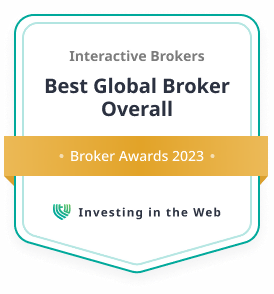 Interactive Brokers
Best Global Broker
Overall
• Broker Awards 2023 •
Investing in the Web